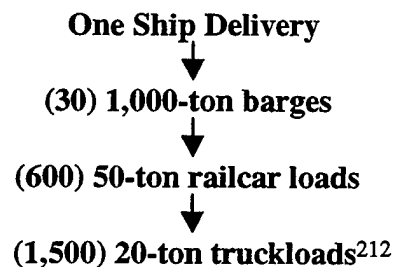 One Ship Delivery
(30) 1,000-ton barges
(600) 50-ton railcar loads
(1,500) 20-ton truckloads212